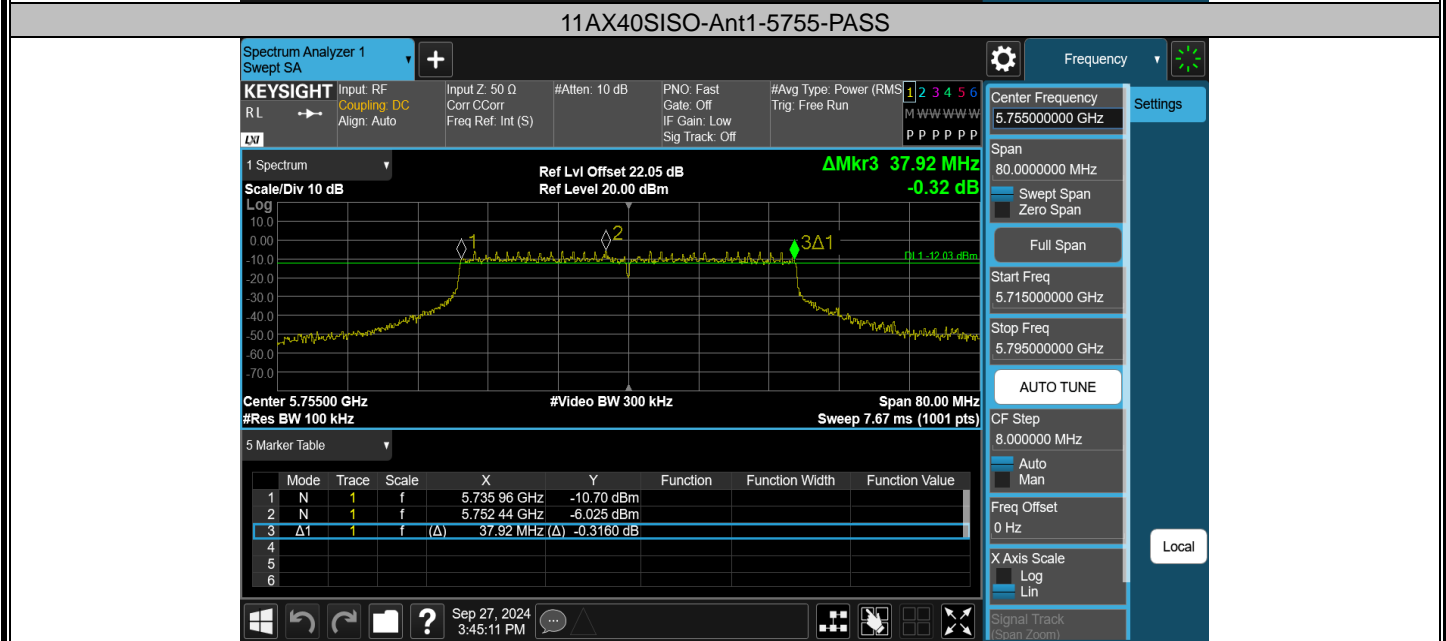 11AX40SISO-Ant1-5755-PASS
Spectrum Analyzer 1
Swept SA
+
Frequency
KEYSIGHT
RL
LXI
Input: RF
Coupling: DC
Align: Auto
Input Z: 50 Ω
Corr CCorr
Freq Ref: Int (S)
#Atten: 10 dB
PNO: Fast
Gate: Off
IF Gain: Low
Sig Track: Off
#Avg Type: Power (RMS
Trig: Free Run
1 2 3 4 5 6
M W W W W W
P P P P P P
1 Spectrum
Scale/Div 10 dB
Ref Lvl Offset 22.05 dB
Ref Level 20.00 dBm
ΔMkr3 37.92 MHz
-0.32 dB
Log
10.0
0.00
-10.0
-20.0
-30.0
-40.0
-50.0
-60.0
-70.0
1
2
3Δ1
DL1 -12.03 dBm
Center 5.75500 GHz
#Video BW 300 kHz
Span 80.00 MHz
#Res BW 100 kHz
Sweep 7.67 ms (1001 pts)
5 Marker Table
Mode Trace Scale X Y Function Function Width Function Value
1 N 1 f 5.735 96 GHz -10.70 dBm
2 N 1 f 5.752 44 GHz -6.025 dBm
3 Δ1 1 f (Δ) 37.92 MHz (Δ) -0.3160 dB
4
5
6
Sep 27, 2024
3:45:11 PM
?
Center Frequency
5.755000000 GHz
Settings
Span
80.0000000 MHz
Swept Span
Zero Span
Full Span
Start Freq
5.715000000 GHz
Stop Freq
5.795000000 GHz
AUTO TUNE
CF Step
8.000000 MHz
Auto
Man
Freq Offset
0 Hz
Local
X Axis Scale
Log
Lin
Signal Track
(Span Zoom)